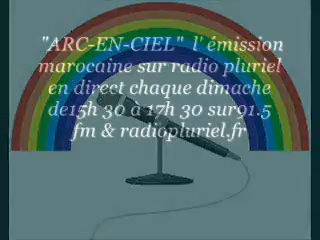 "ARC-EN-CIEL" l' émission
marocaine sur radio pluriel
en direct chaque dimache
de15h 30 à 17h 30 sur91.5
fm & radiopluriel.fr